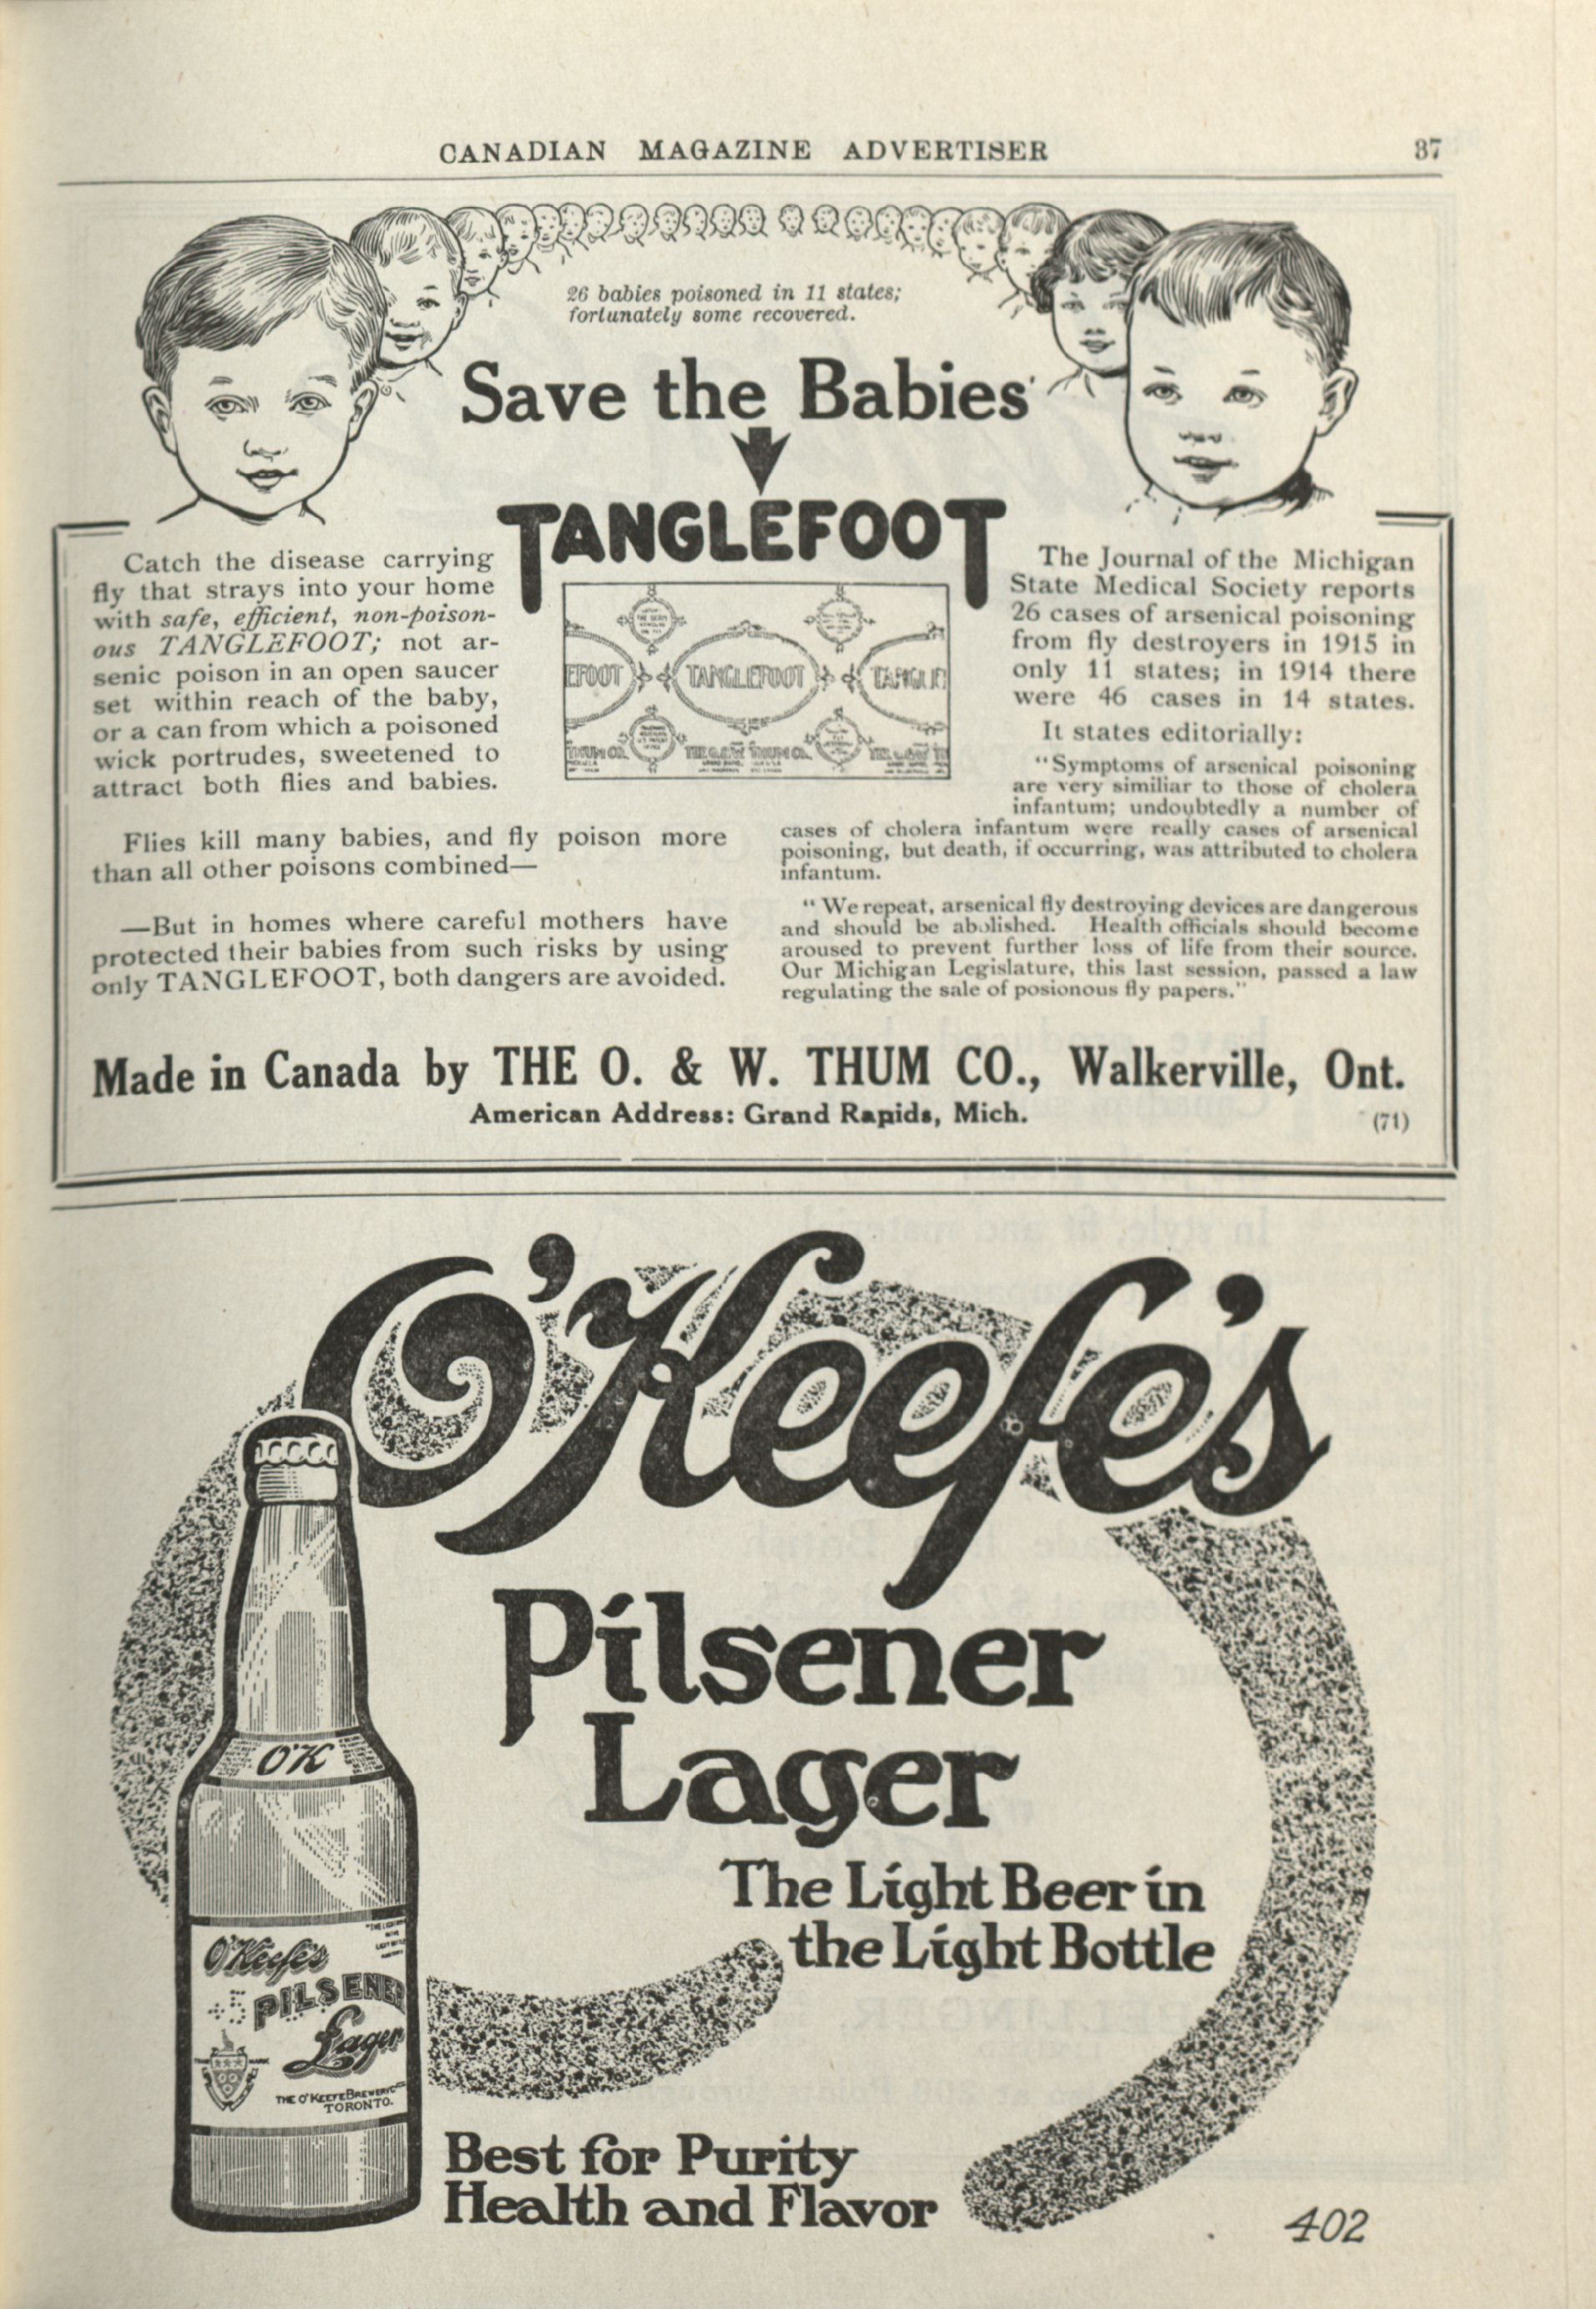 CANADIAN MAGAZINE ADVERTISER 37
26 babies poisoned in 11 states;
fortunately some recovered.
Save the Babies
TANGLEFOOT
Catch the disease carrying
fly that strays into your home
with safe, efficient, non-poison-
ous TANGLEFOOT; not ar-
senic poison in an open saucer
set within reach of the baby,
or a can from which a poisoned
wick portrudes, sweetened to
attract both flies and babies.
Flies kill many babies, and fly poison more
than all other poisons combined—
—But in homes where careful mothers have
protected their babies from such risks by using
only TANGLEFOOT, both dangers are avoided.
EFOOT TANGLEFOOT TANGLE
THUM CO. THE O. & W. THUM CO. THE O. & W. TH
The Journal of the Michigan
State Medical Society reports
26 cases of arsenical poisoning
from fly destroyers in 1915 in
only 11 states; in 1914 there
were 46 cases in 14 states.
It states editorially:
"Symptoms of arsenical poisoning
are very similiar to those of cholera
infantum; undoubtedly a number of
cases of cholera infantum were really cases of arsenical
poisoning, but death, if occurring, was attributed to cholera
infantum.
"We repeat, arsenical fly destroying devices are dangerous
and should be abolished. Health officials should become
aroused to prevent further loss of life from their source.
Our Michigan Legislature, this last session, passed a law
regulating the sale of posionous fly papers."
Made in Canada by THE O. & W. THUM CO., Walkerville, Ont.
American Address: Grand Rapids, Mich. (71)
O'Keefe's
Pilsener
Lager
The Light Beer in
the Light Bottle
O'K
O'Keefe's
PILSENER
Lager
TRADE MARK
THE O'KEEFE BREWERY CO.
TORONTO.
Best for Purity
Health and Flavor
402